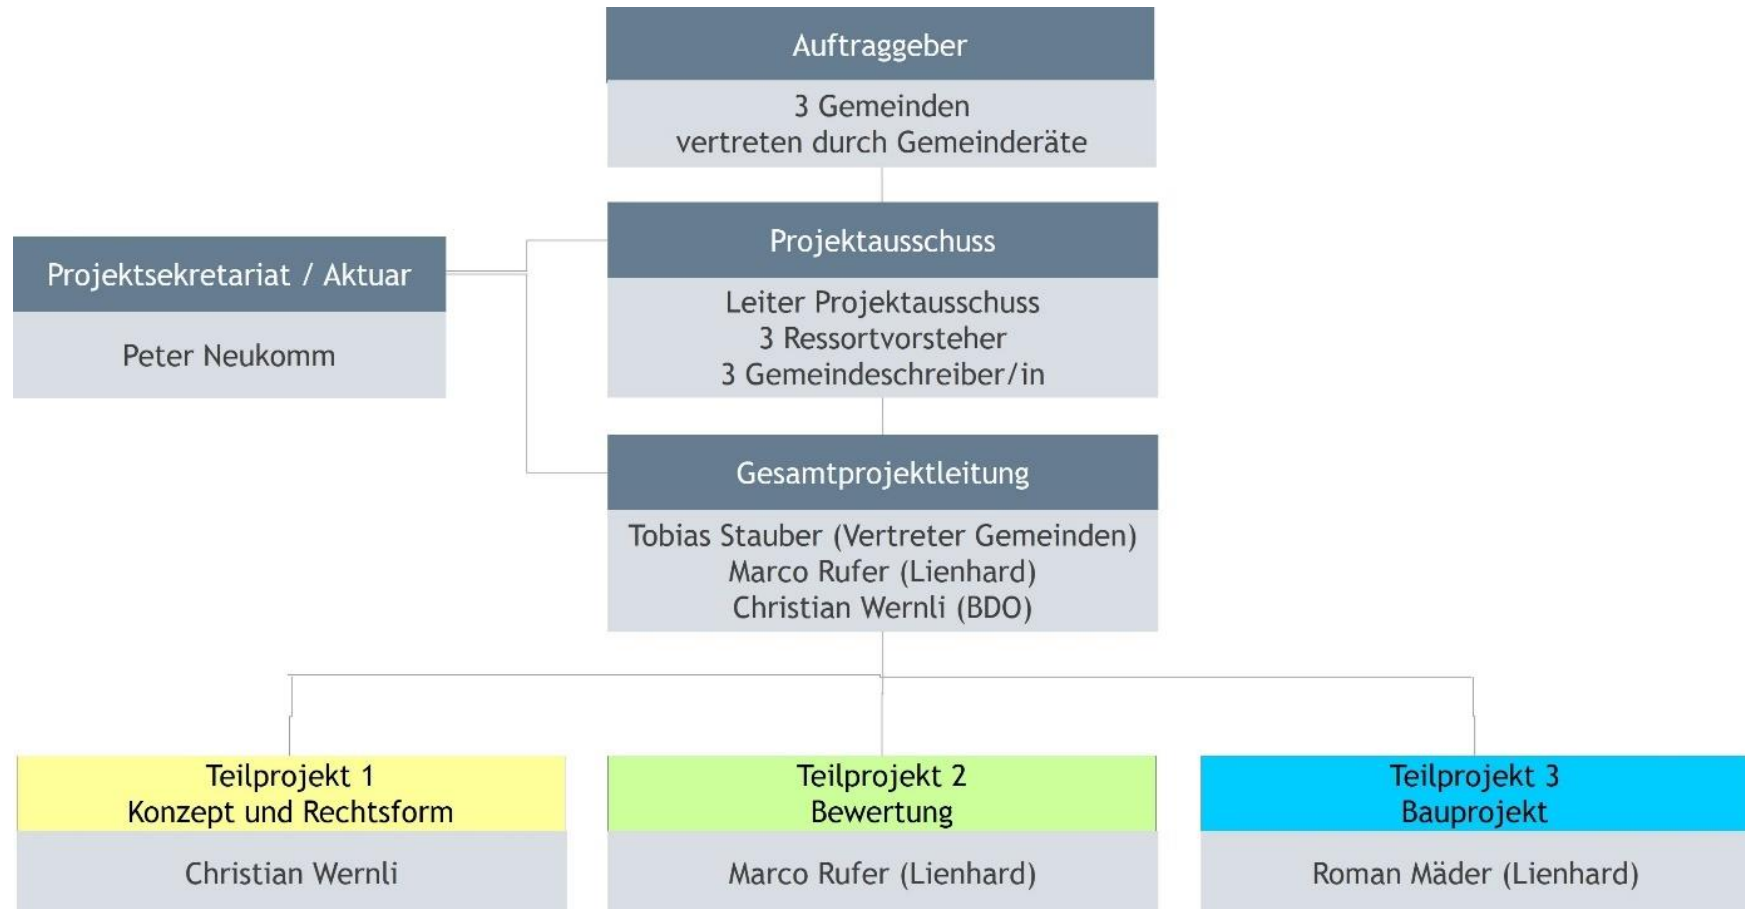 Auftraggeber
3 Gemeinden
vertreten durch Gemeinderäte
Projektsekretariat / Aktuar
Peter Neukomm
Projektausschuss
Leiter Projektausschuss
3 Ressortvorsteher
3 Gemeindeschreiber/in
Gesamtprojektleitung
Tobias Stauber (Vertreter Gemeinden)
Marco Rufer (Lienhard)
Christian Wernli (BDO)
Teilprojekt 1
Konzept und Rechtsform
Christian Wernli
Teilprojekt 2
Bewertung
Marco Rufer (Lienhard)
Teilprojekt 3
Bauprojekt
Roman Mäder (Lienhard)